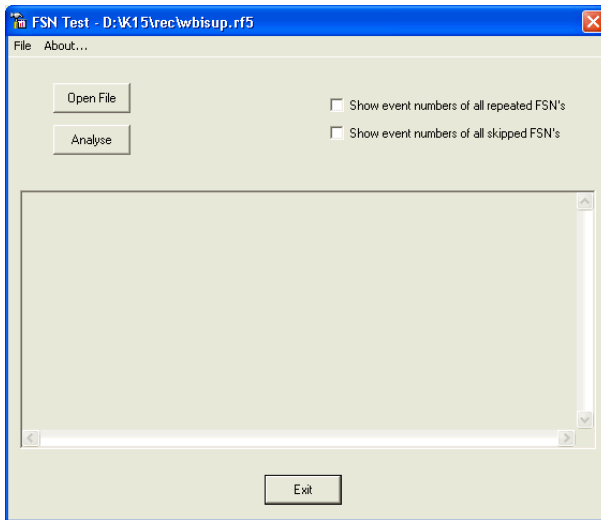 FSN Test - D:\K15\rec\wbisup.rf5
File About...
Open File
Show event numbers of all repeated FSN's
Show event numbers of all skipped FSN's
Analyse
Exit